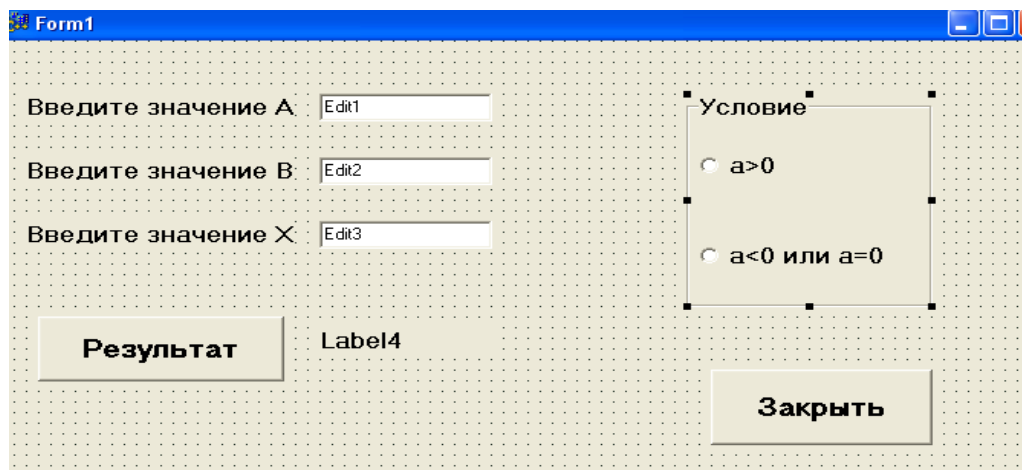 Form1
Введите значение А
Edit1
Введите значение В
Edit2
Введите значение Х
Edit3
Условие
a>0
a<0 или a=0
Результат
Label4
Закрыть